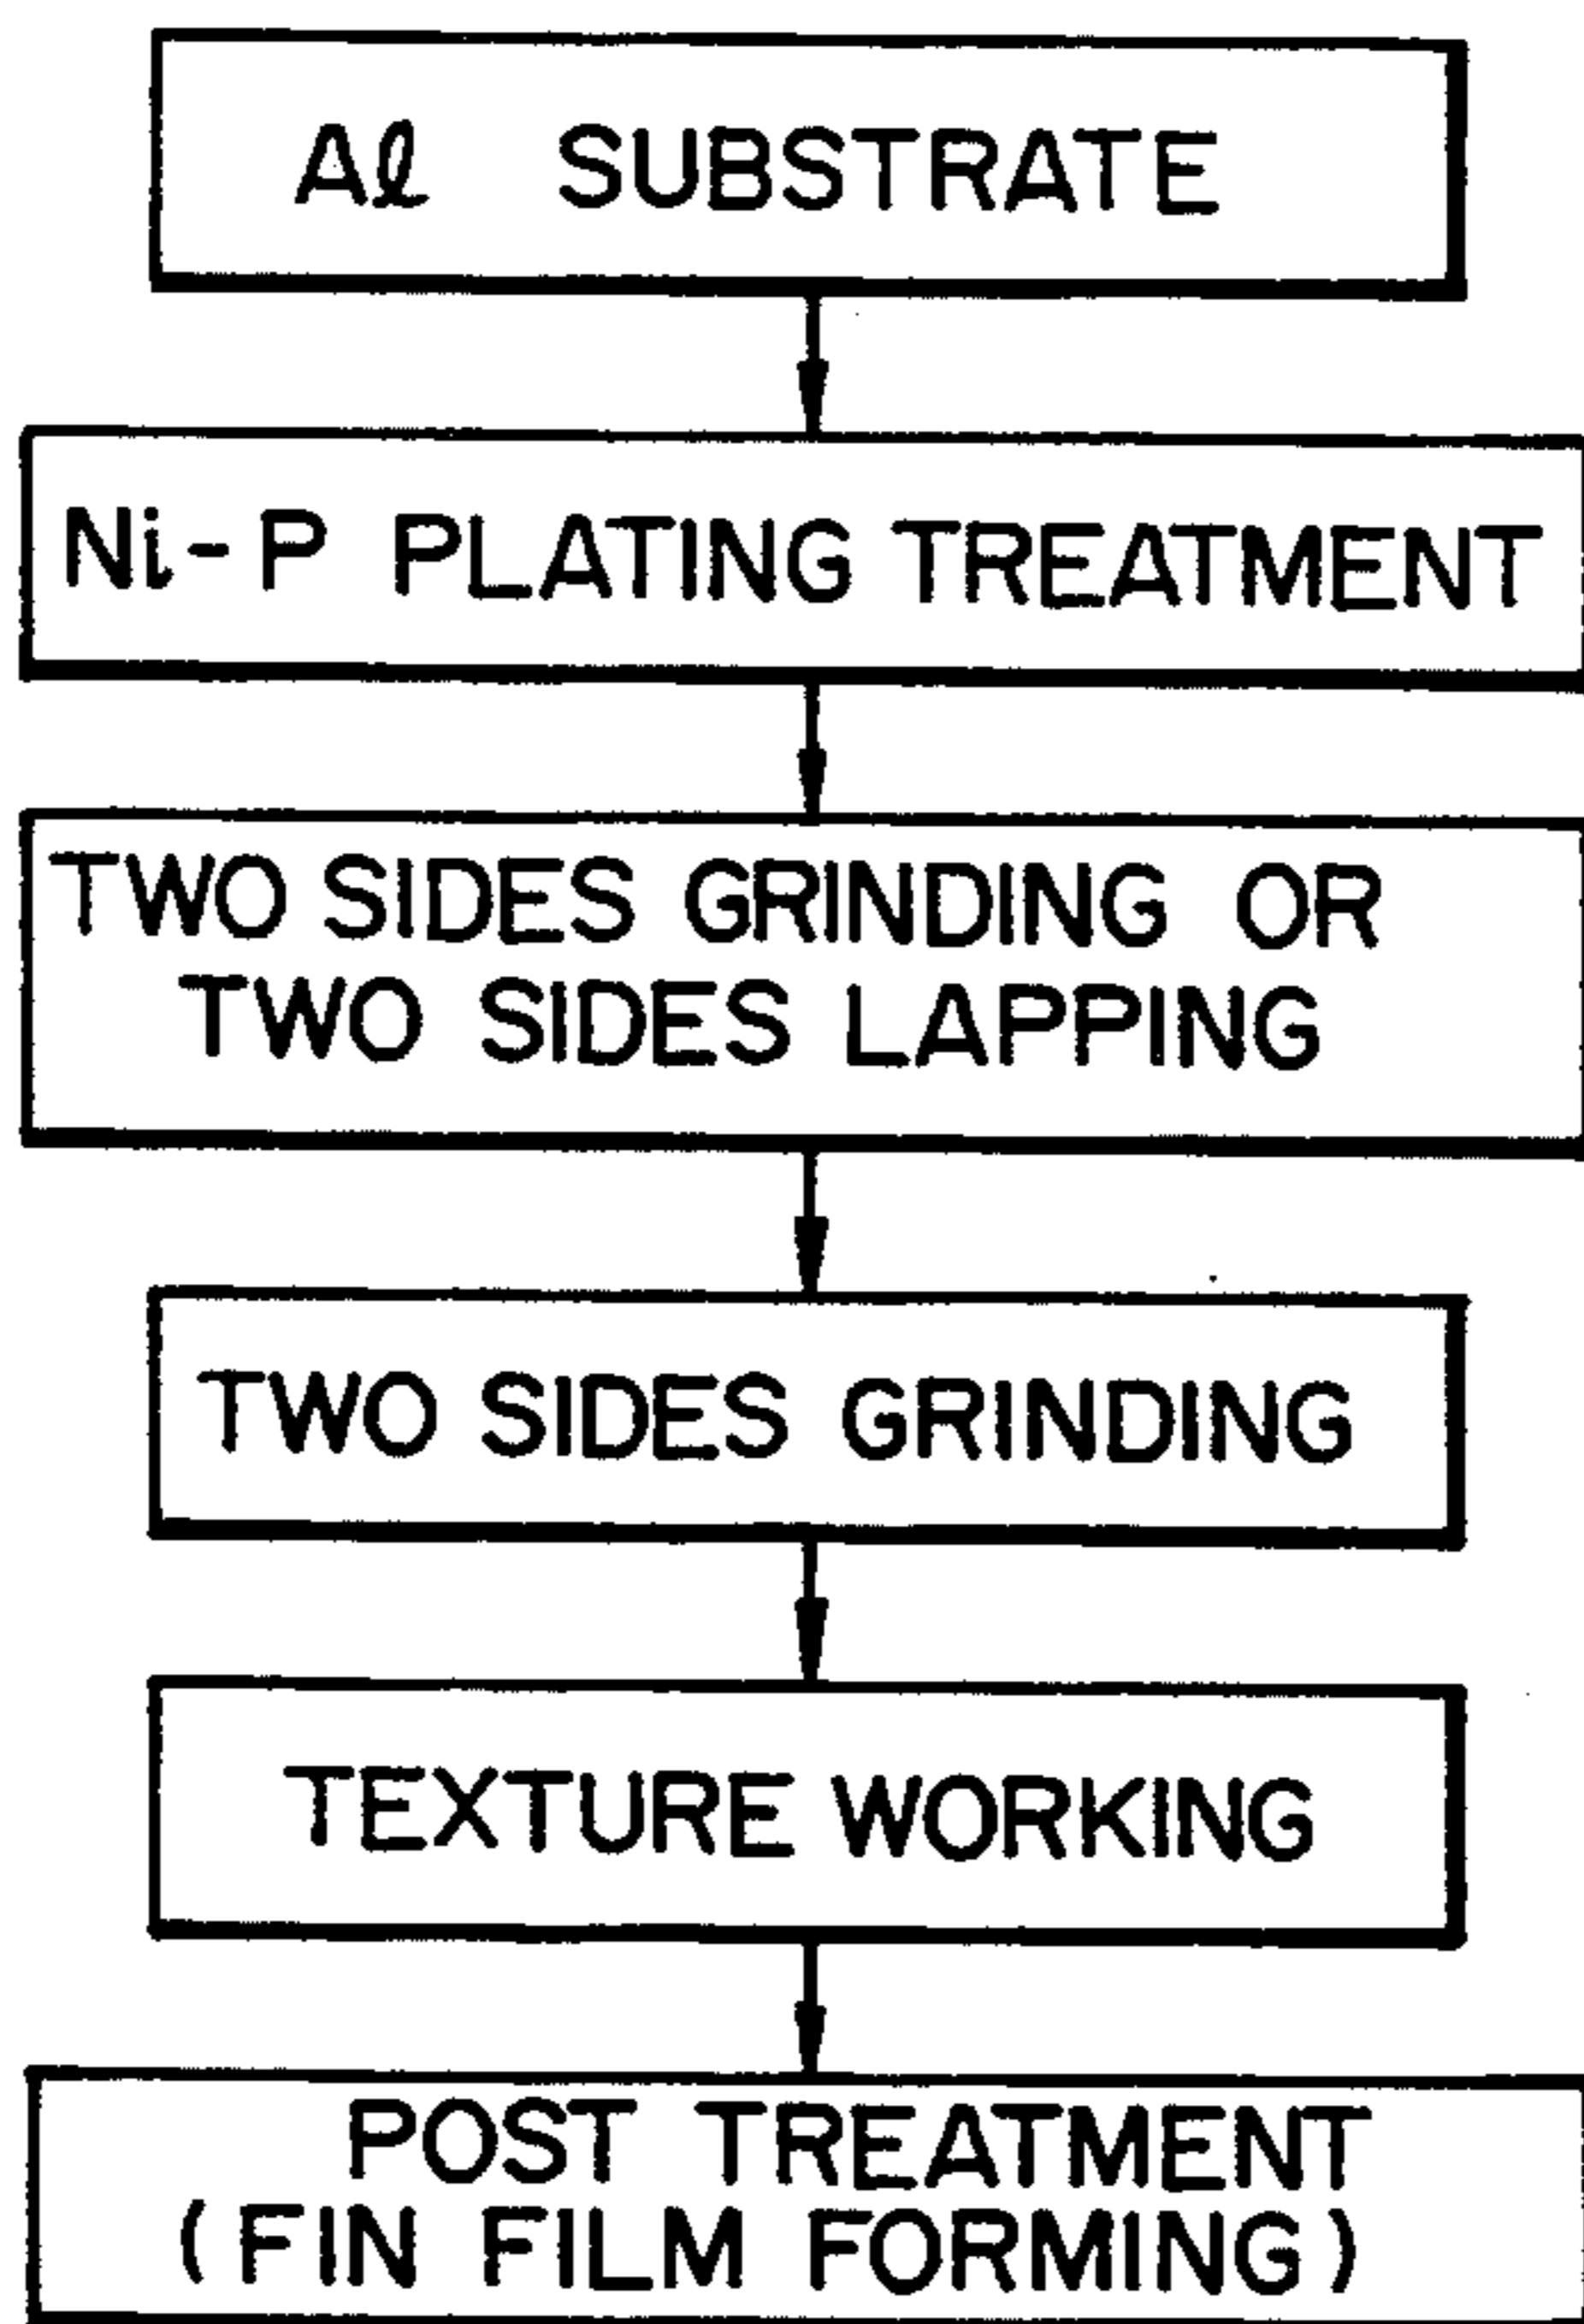 Aℓ SUBSTRATE
Ni-P PLATING TREATMENT
TWO SIDES GRINDING OR
TWO SIDES LAPPING
TWO SIDES GRINDING
TEXTURE WORKING
POST TREATMENT
(FIN FILM FORMING)